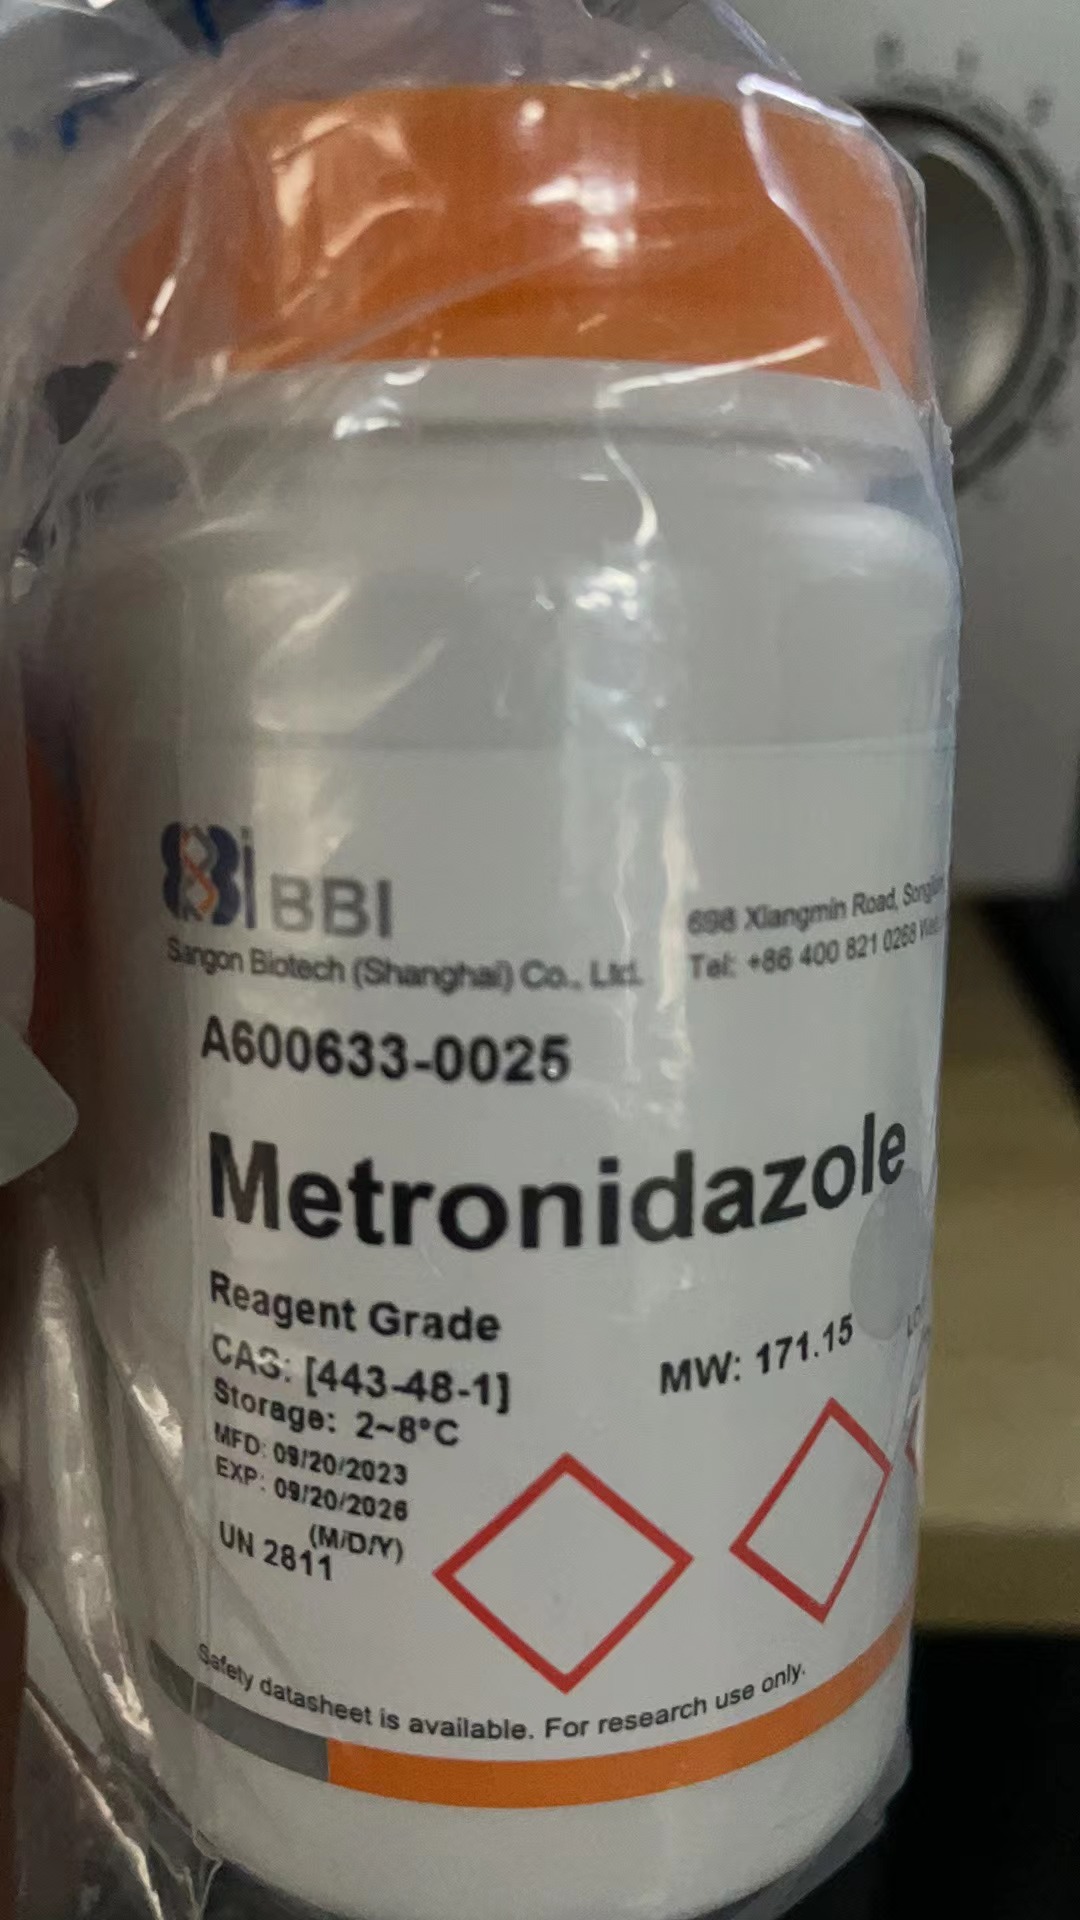 BBI
Sangon Biotech (Shanghai) Co., Ltd.
698 Xiangmin Road,
Tel: +86 400 821 0268
A600633-0025
Metronidazole
Reagent Grade
CAS: [443-48-1]
MW: 171.15
Storage: 2~8°C
MFD: 09/20/2023
EXP: 09/20/2026
(M/D/Y)
UN 2811
Safety datasheet is available. For research use only.